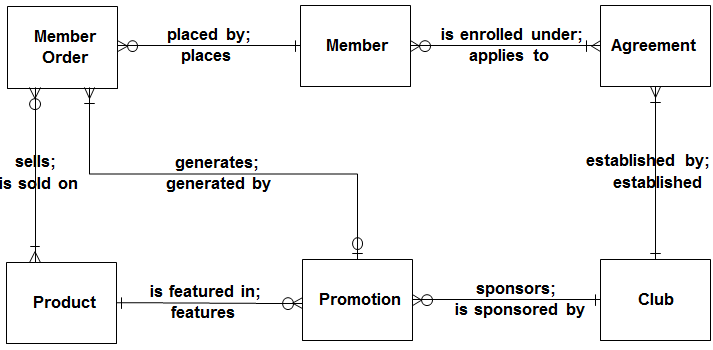 Member
Order
placed by;
places
Member
is enrolled under;
applies to
Agreement
sells;
is sold on
generates;
generated by
established by;
established
Product
is featured in;
features
Promotion
sponsors;
is sponsored by
Club